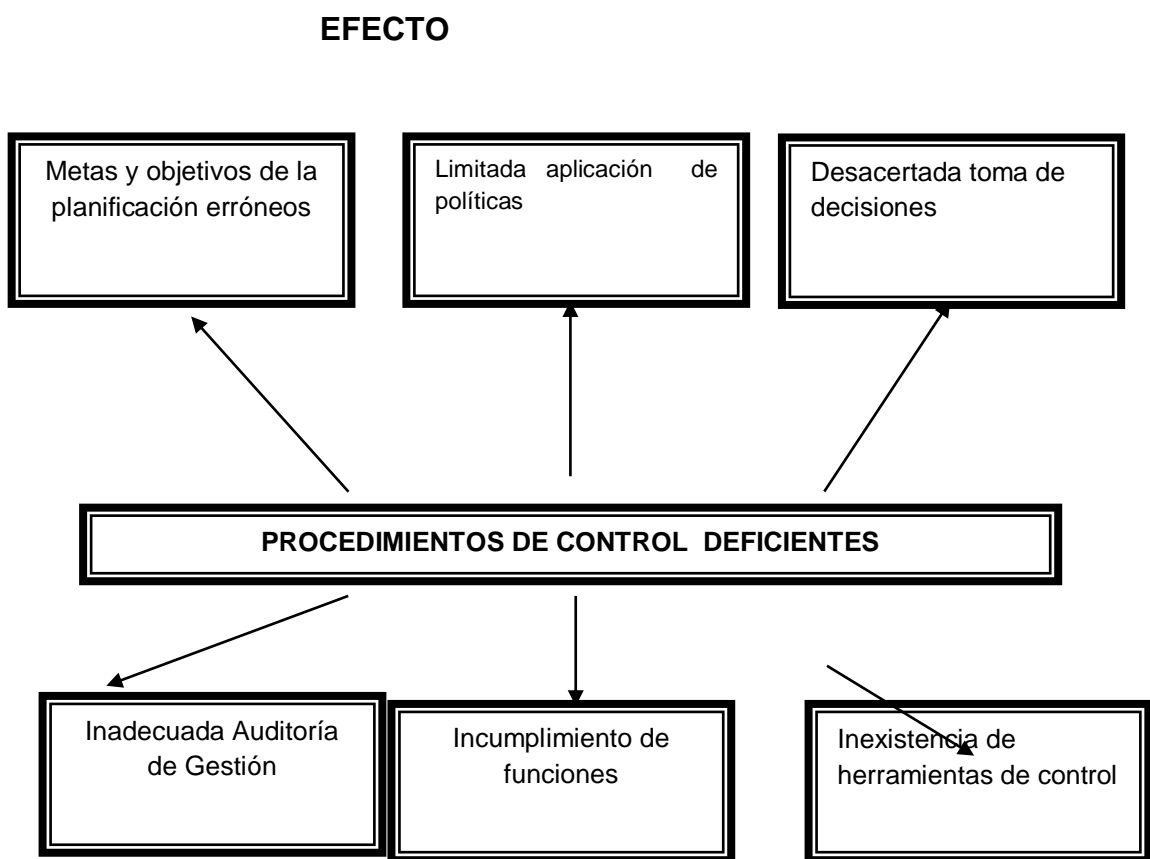 EFECTO
Metas y objetivos de la
planificación erróneos
Limitada aplicación de
políticas
Desacertada toma de
decisiones
PROCEDIMIENTOS DE CONTROL DEFICIENTES
Inadecuada Auditoría
de Gestión
Incumplimiento de
funciones
Inexistencia de
herramientas de control